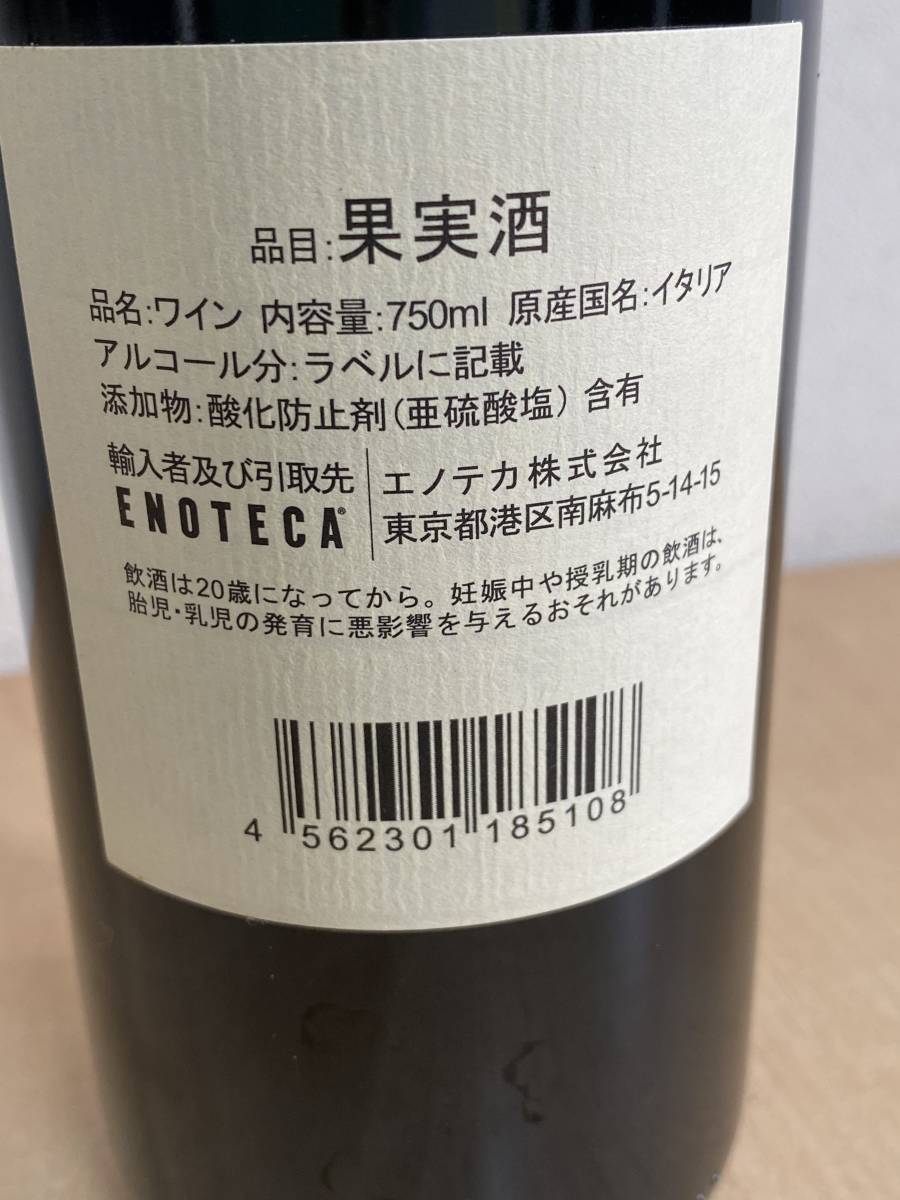 品目:果実酒
品名:ワイン 内容量:750ml 原産国名:イタリア
アルコール分:ラベルに記載
添加物:酸化防止剤(亜硫酸塩) 含有
輸入者及び引取先
ENOTECA®
エノテカ株式会社
東京都港区南麻布5-14-15
飲酒は20歳になってから。妊娠中や授乳期の飲酒は、
胎児・乳児の発育に悪影響を与えるおそれがあります。
4 562301 185108